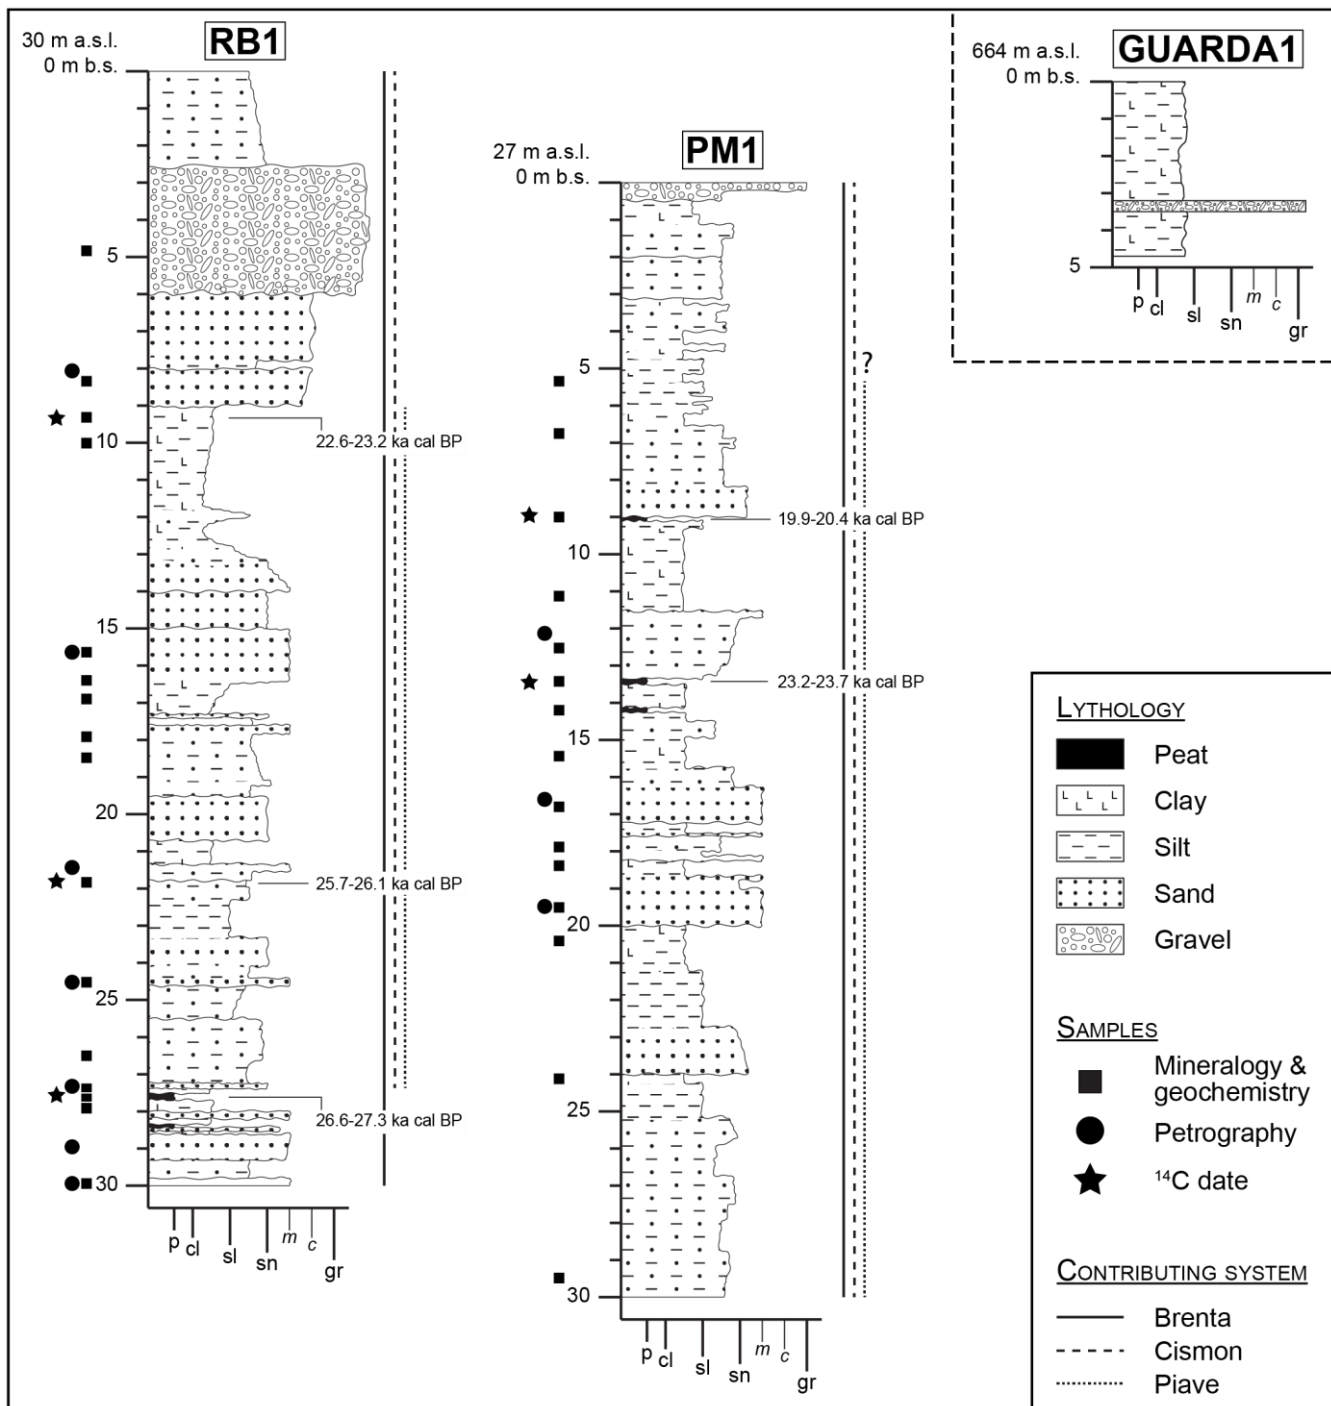 RB1
30 m a.s.l.
0 m b.s.
5
10
15
20
25
30
22.6-23.2 ka cal BP
25.7-26.1 ka cal BP
26.6-27.3 ka cal BP
p cl sl sn m c gr
PM1
27 m a.s.l.
0 m b.s.
5
10
15
20
25
30
?
19.9-20.4 ka cal BP
23.2-23.7 ka cal BP
p cl sl sn m c gr
GUARDA1
664 m a.s.l.
0 m b.s.
5
p cl sl sn m c gr
LYTHOLOGY
Peat
Clay
Silt
Sand
Gravel
SAMPLES
Mineralogy &
geochemistry
Petrography
¹⁴C date
CONTRIBUTING SYSTEM
Brenta
Cismon
Piave